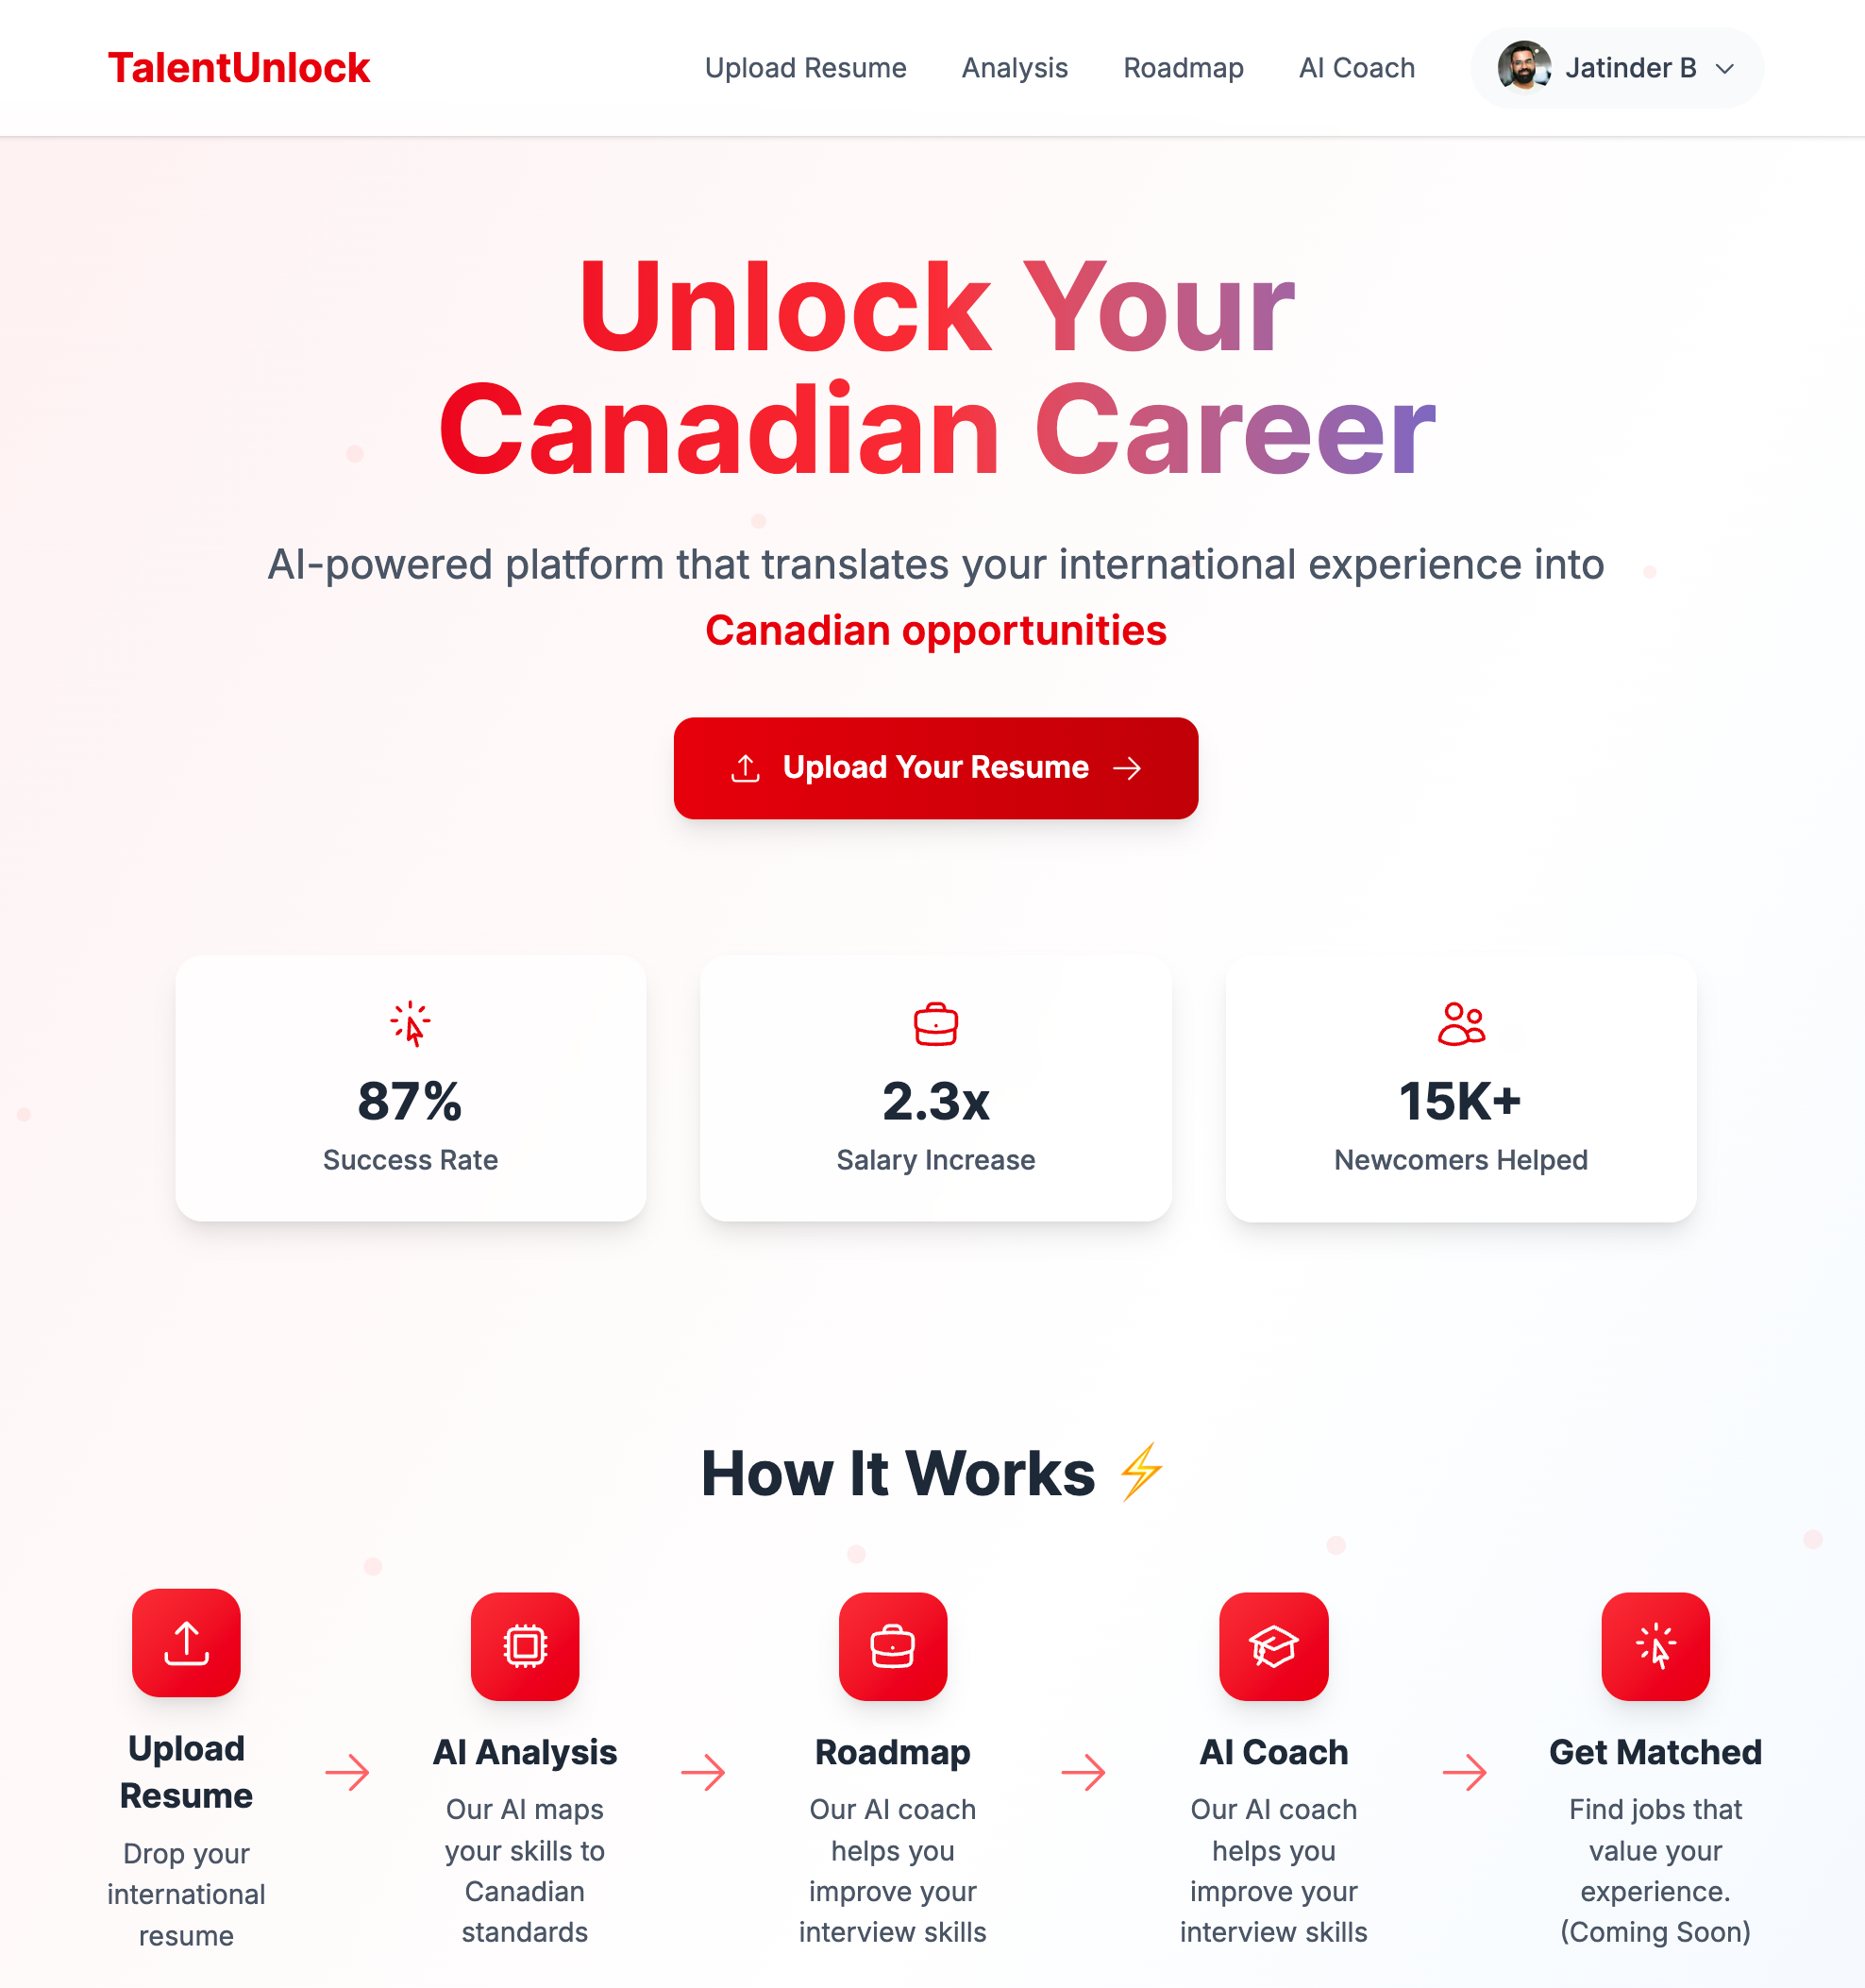 TalentUnlock
Upload Resume
Analysis
Roadmap
AI Coach
Jatinder B
Unlock Your
Canadian Career
AI-powered platform that translates your international experience into
Canadian opportunities
Upload Your Resume
87%
Success Rate
2.3x
Salary Increase
15K+
Newcomers Helped
How It Works ⚡
Upload
Resume
Drop your
international
resume
AI Analysis
Our AI maps
your skills to
Canadian
standards
Roadmap
Our AI coach
helps you
improve your
interview skills
AI Coach
Our AI coach
helps you
improve your
interview skills
Get Matched
Find jobs that
value your
experience.
(Coming Soon)